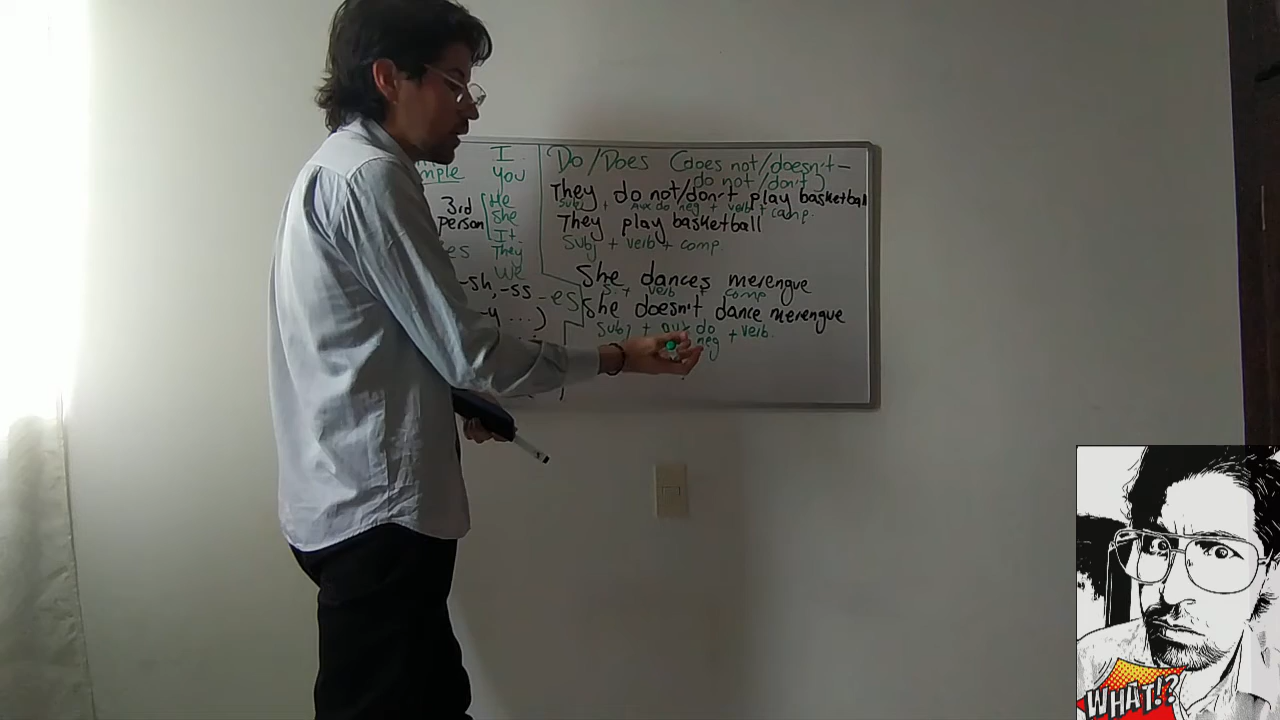 mple
3rd
person
es
-sh, -ss
-es
-y ...)
I
You
He
She
It
They
We
Do / Does (does not/doesn't -
do not / don't)
They do not/don't play basketball
Subj + Aux do neg + verb + comp.
They play basketball
Subj + verb + comp.
She dances merengue
S. + verb + comp
She doesn't dance merengue
Subj + aux do + verb.
neg
WHAT!?